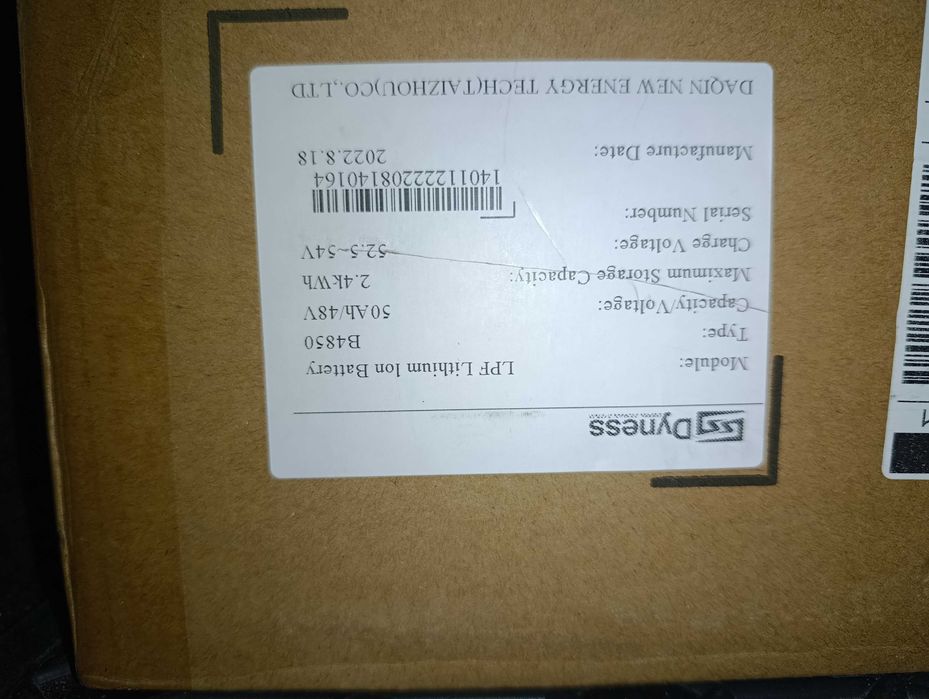 Dyness
Module: LPF Lithium Ion Battery
Type: B4850
Capacity/Voltage: 50Ah/48V
Maximum Storage Capacity: 2.4kWh
Charge Voltage: 52.5~54V
Serial Number:
140112222208140164
Manufacture Date: 2022.8.18
DAQIN NEW ENERGY TECH(TAIZHOU)CO.,LTD